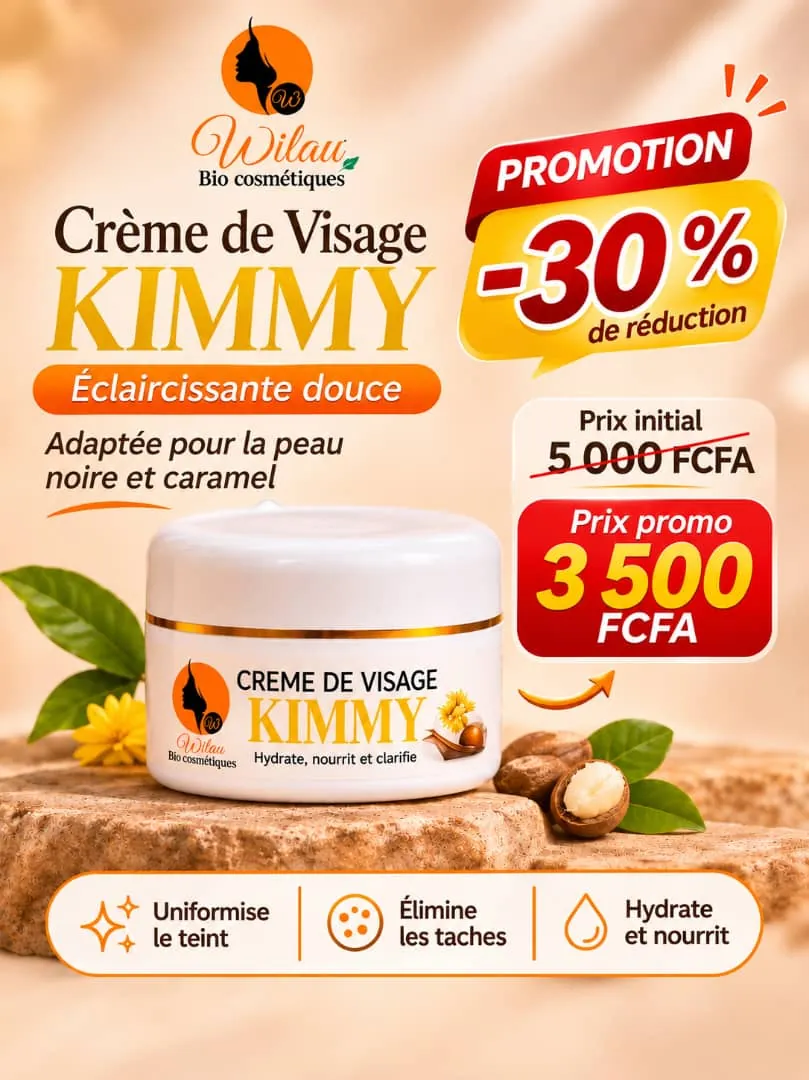 W
Wilau
Bio cosmétiques
Crème de Visage
KIMMY
Éclaircissante douce
Adaptée pour la peau
noire et caramel
PROMOTION
-30%
de réduction
Prix initial
5 000 FCFA
Prix promo
3 500
FCFA
W
Wilau
Bio cosmétiques
CREME DE VISAGE
KIMMY
Hydrate, nourrit et clarifie
Uniformise
le teint
Élimine
les taches
Hydrate
et nourrit